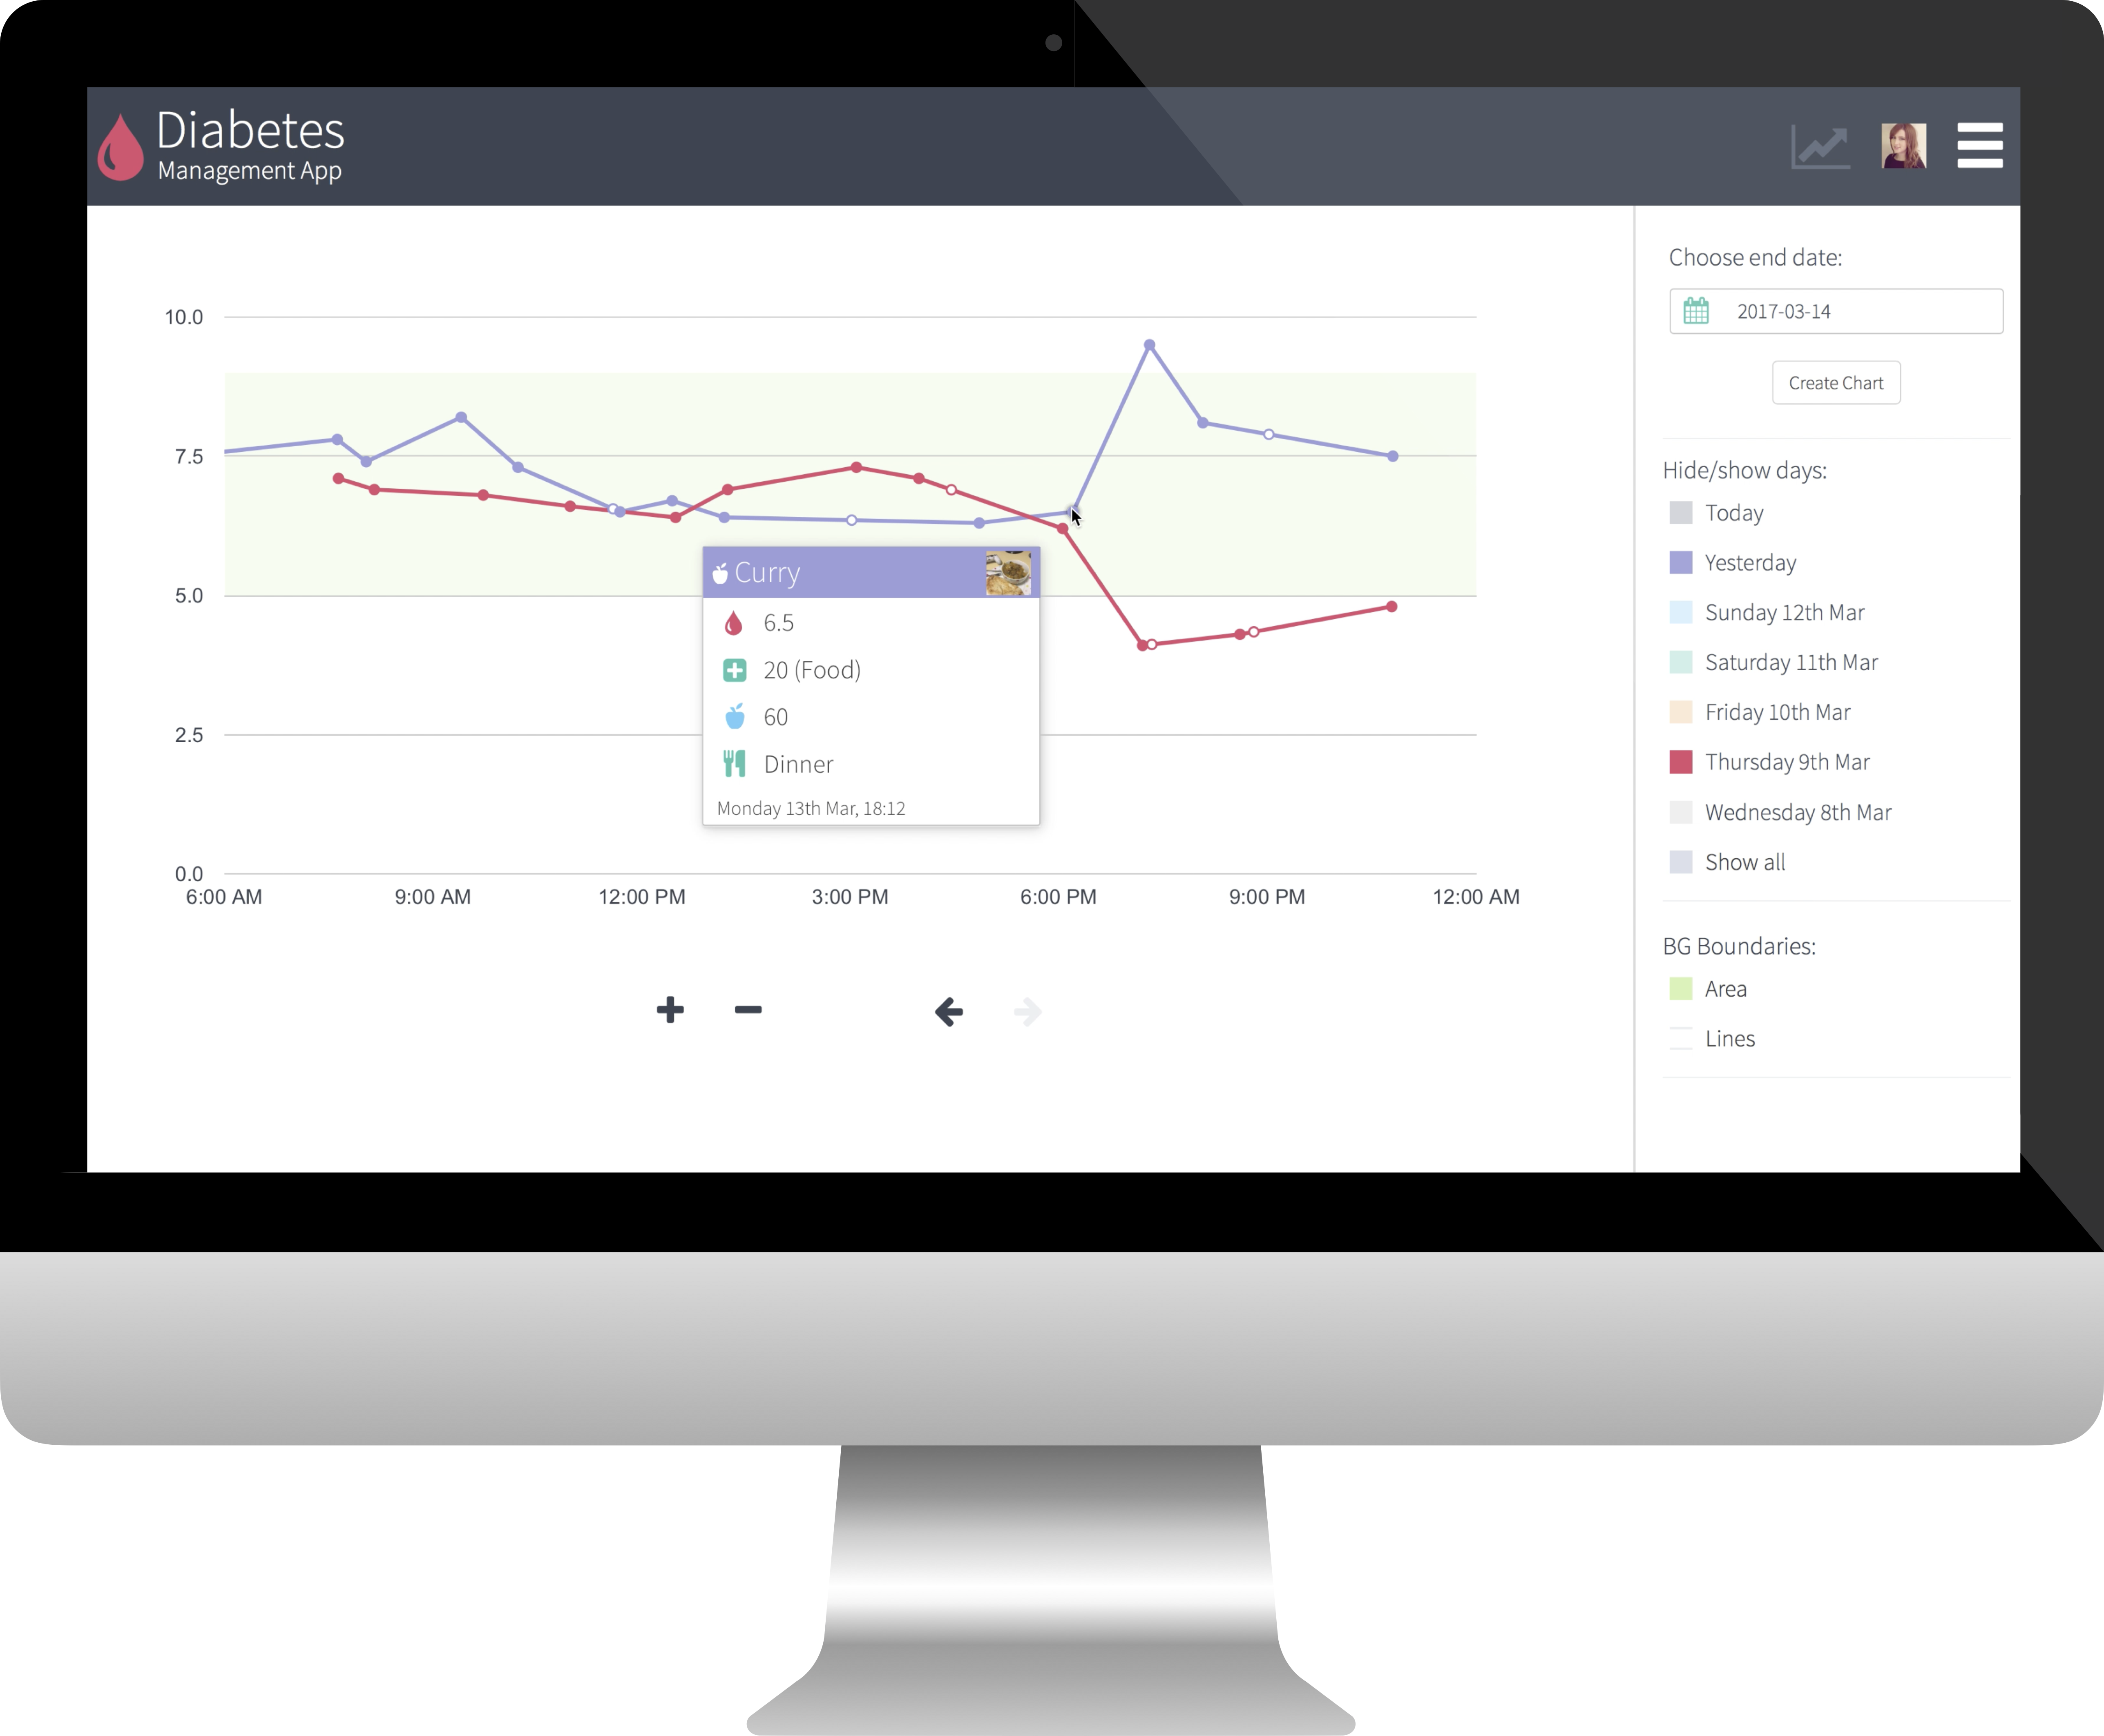 Diabetes
Management App
10.0
7.5
5.0
2.5
0.0
6:00 AM 9:00 AM 12:00 PM 3:00 PM 6:00 PM 9:00 PM 12:00 AM
Curry
6.5
20 (Food)
60
Dinner
Monday 13th Mar, 18:12
Choose end date:
2017-03-14
Create Chart
Hide/show days:
Today
Yesterday
Sunday 12th Mar
Saturday 11th Mar
Friday 10th Mar
Thursday 9th Mar
Wednesday 8th Mar
Show all
BG Boundaries:
Area
Lines